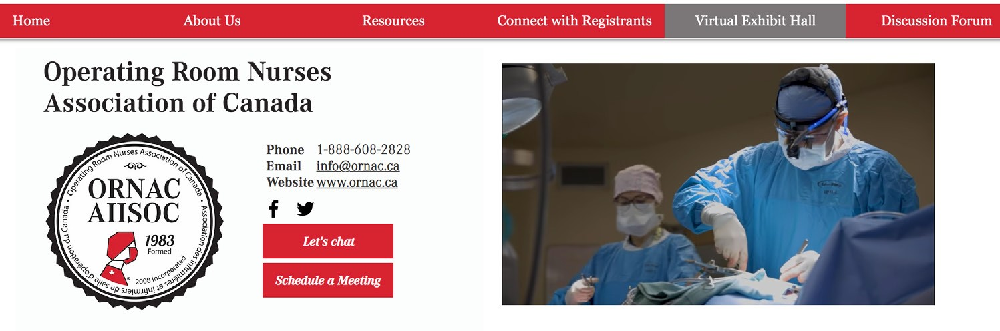 Home
About Us
Resources
Connect with Registrants
Virtual Exhibit Hall
Discussion Forum
Operating Room Nurses
Association of Canada
Operating Room Nurses Association of Canada
ORNAC
AIISOC
1983
Formed
2008 Incorporated
Association des infirmières et infirmiers de salle d'opération du Canada
®
Phone 1-888-608-2828
Email info@ornac.ca
Website www.ornac.ca
Let's chat
Schedule a Meeting